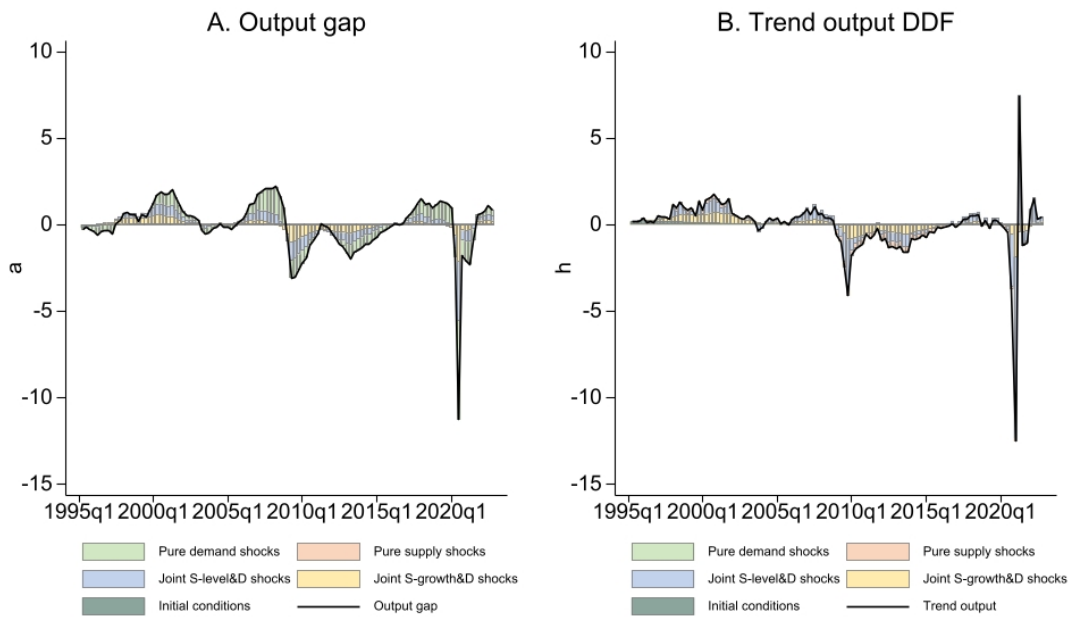 A. Output gap
10
5
0
-5
-10
-15
a
1995q1 2000q1 2005q1 2010q1 2015q1 2020q1
Pure demand shocks Pure supply shocks
Joint S-level&D shocks Joint S-growth&D shocks
Initial conditions Output gap
B. Trend output DDF
10
5
0
-5
-10
-15
h
1995q1 2000q1 2005q1 2010q1 2015q1 2020q1
Pure demand shocks Pure supply shocks
Joint S-level&D shocks Joint S-growth&D shocks
Initial conditions Trend output